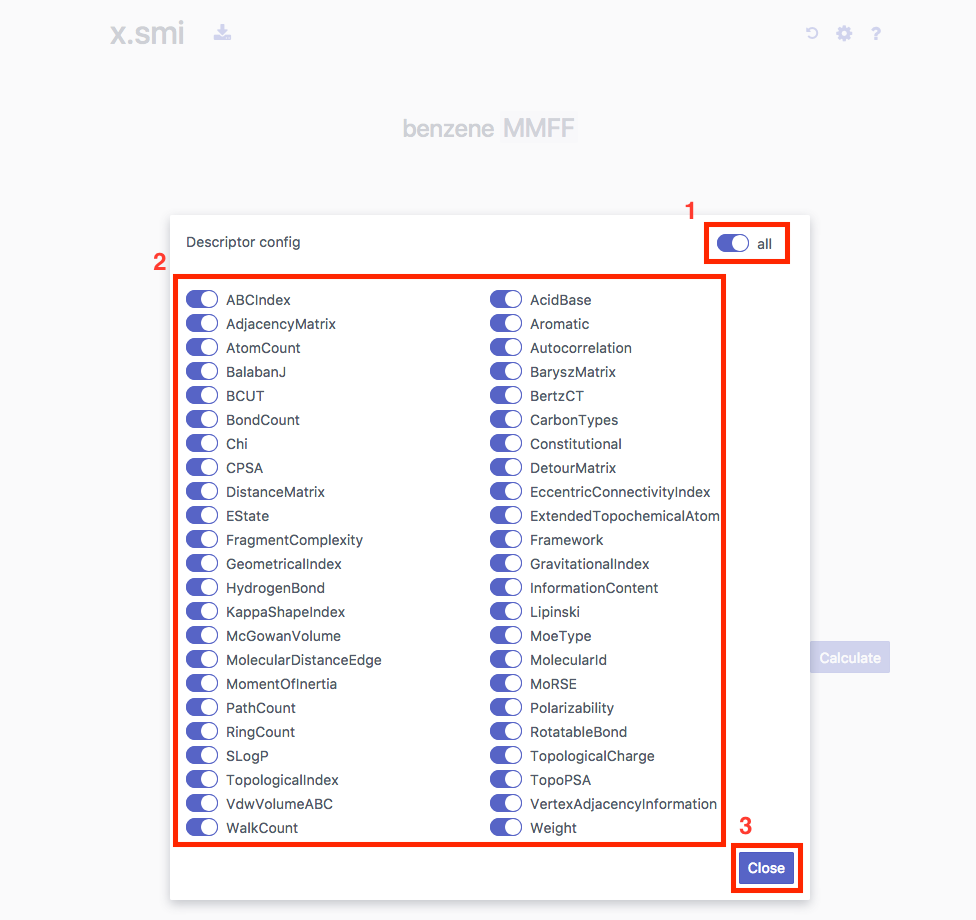 x.smi ?
benzene MMFF
1
Descriptor config all
2
ABCIndex AcidBase
AdjacencyMatrix Aromatic
AtomCount Autocorrelation
BalabanJ BaryszMatrix
BCUT BertzCT
BondCount CarbonTypes
Chi Constitutional
CPSA DetourMatrix
DistanceMatrix EccentricConnectivityIndex
EState ExtendedTopochemicalAtom
FragmentComplexity Framework
GeometricalIndex GravitationalIndex
HydrogenBond InformationContent
KappaShapeIndex Lipinski
McGowanVolume MoeType
MolecularDistanceEdge MolecularId
Calculate
MomentOfInertia MoRSE
PathCount Polarizability
RingCount RotatableBond
SLogP TopologicalCharge
TopologicalIndex TopoPSA
VdwVolumeABC VertexAdjacencyInformation
WalkCount Weight
3
Close